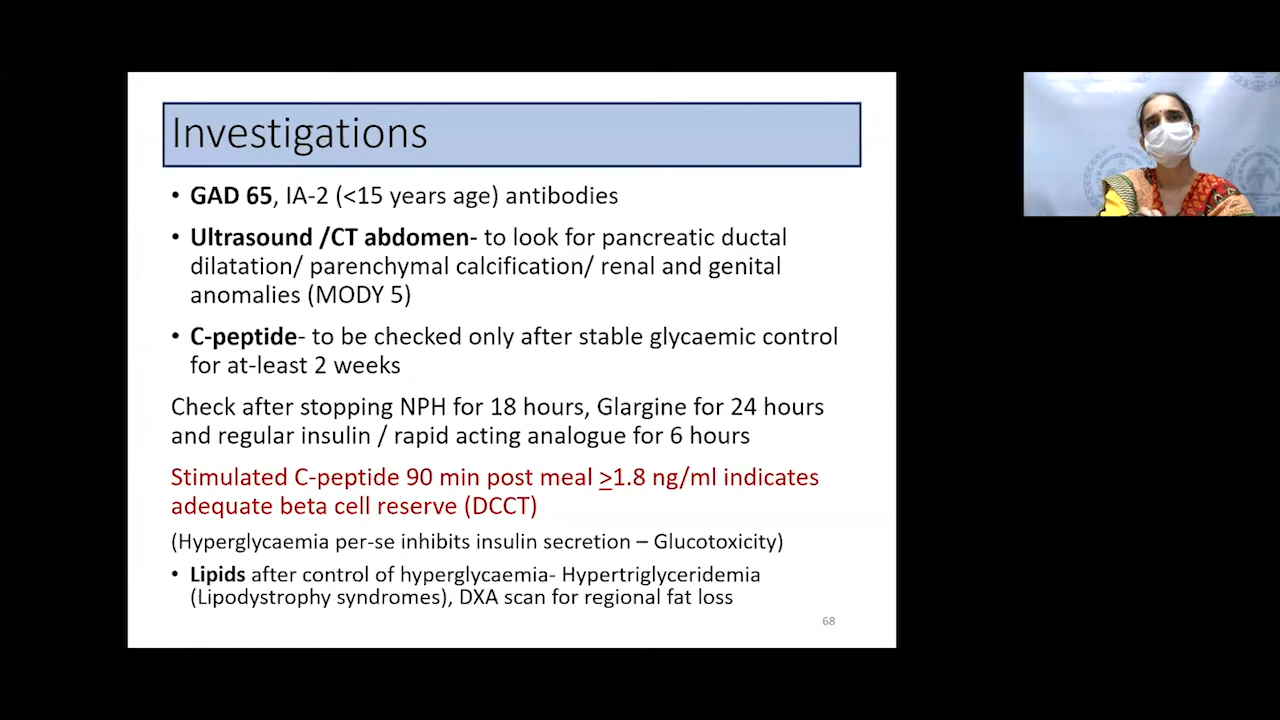 Investigations
• GAD 65, IA-2 (<15 years age) antibodies
• Ultrasound /CT abdomen- to look for pancreatic ductal
dilatation/ parenchymal calcification/ renal and genital
anomalies (MODY 5)
• C-peptide- to be checked only after stable glycaemic control
for at-least 2 weeks
Check after stopping NPH for 18 hours, Glargine for 24 hours
and regular insulin / rapid acting analogue for 6 hours
Stimulated C-peptide 90 min post meal ≥1.8 ng/ml indicates
adequate beta cell reserve (DCCT)
(Hyperglycaemia per-se inhibits insulin secretion – Glucotoxicity)
• Lipids after control of hyperglycaemia- Hypertriglyceridemia
(Lipodystrophy syndromes), DXA scan for regional fat loss
68